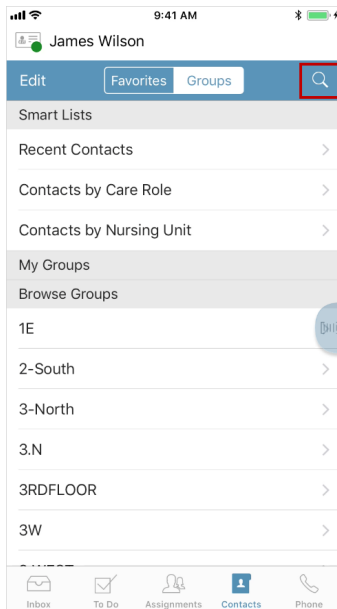 9:41 AM
James Wilson
Edit Favorites Groups
Smart Lists
Recent Contacts
Contacts by Care Role
Contacts by Nursing Unit
My Groups
Browse Groups
1E
2-South
3-North
3.N
3RDFLOOR
3W
Inbox To Do Assignments Contacts Phone